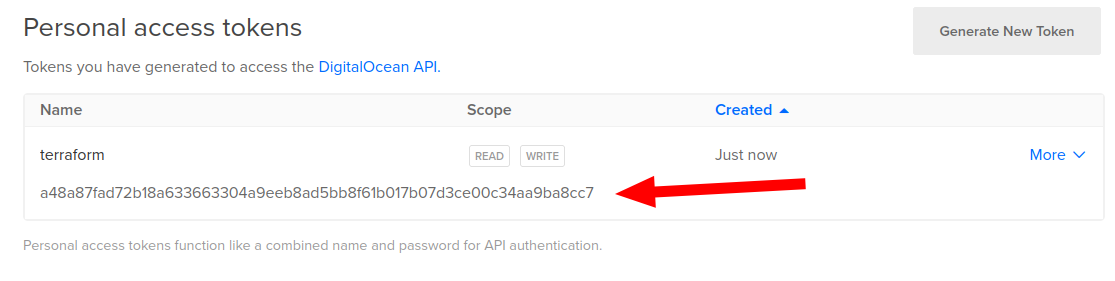 Personal access tokens
Generate New Token
Tokens you have generated to access the DigitalOcean API.
Name Scope Created
terraform READ WRITE Just now More
a48a87fad72b18a633663304a9eeb8ad5bb8f61b017b07d3ce00c34aa9ba8cc7
Personal access tokens function like a combined name and password for API authentication.